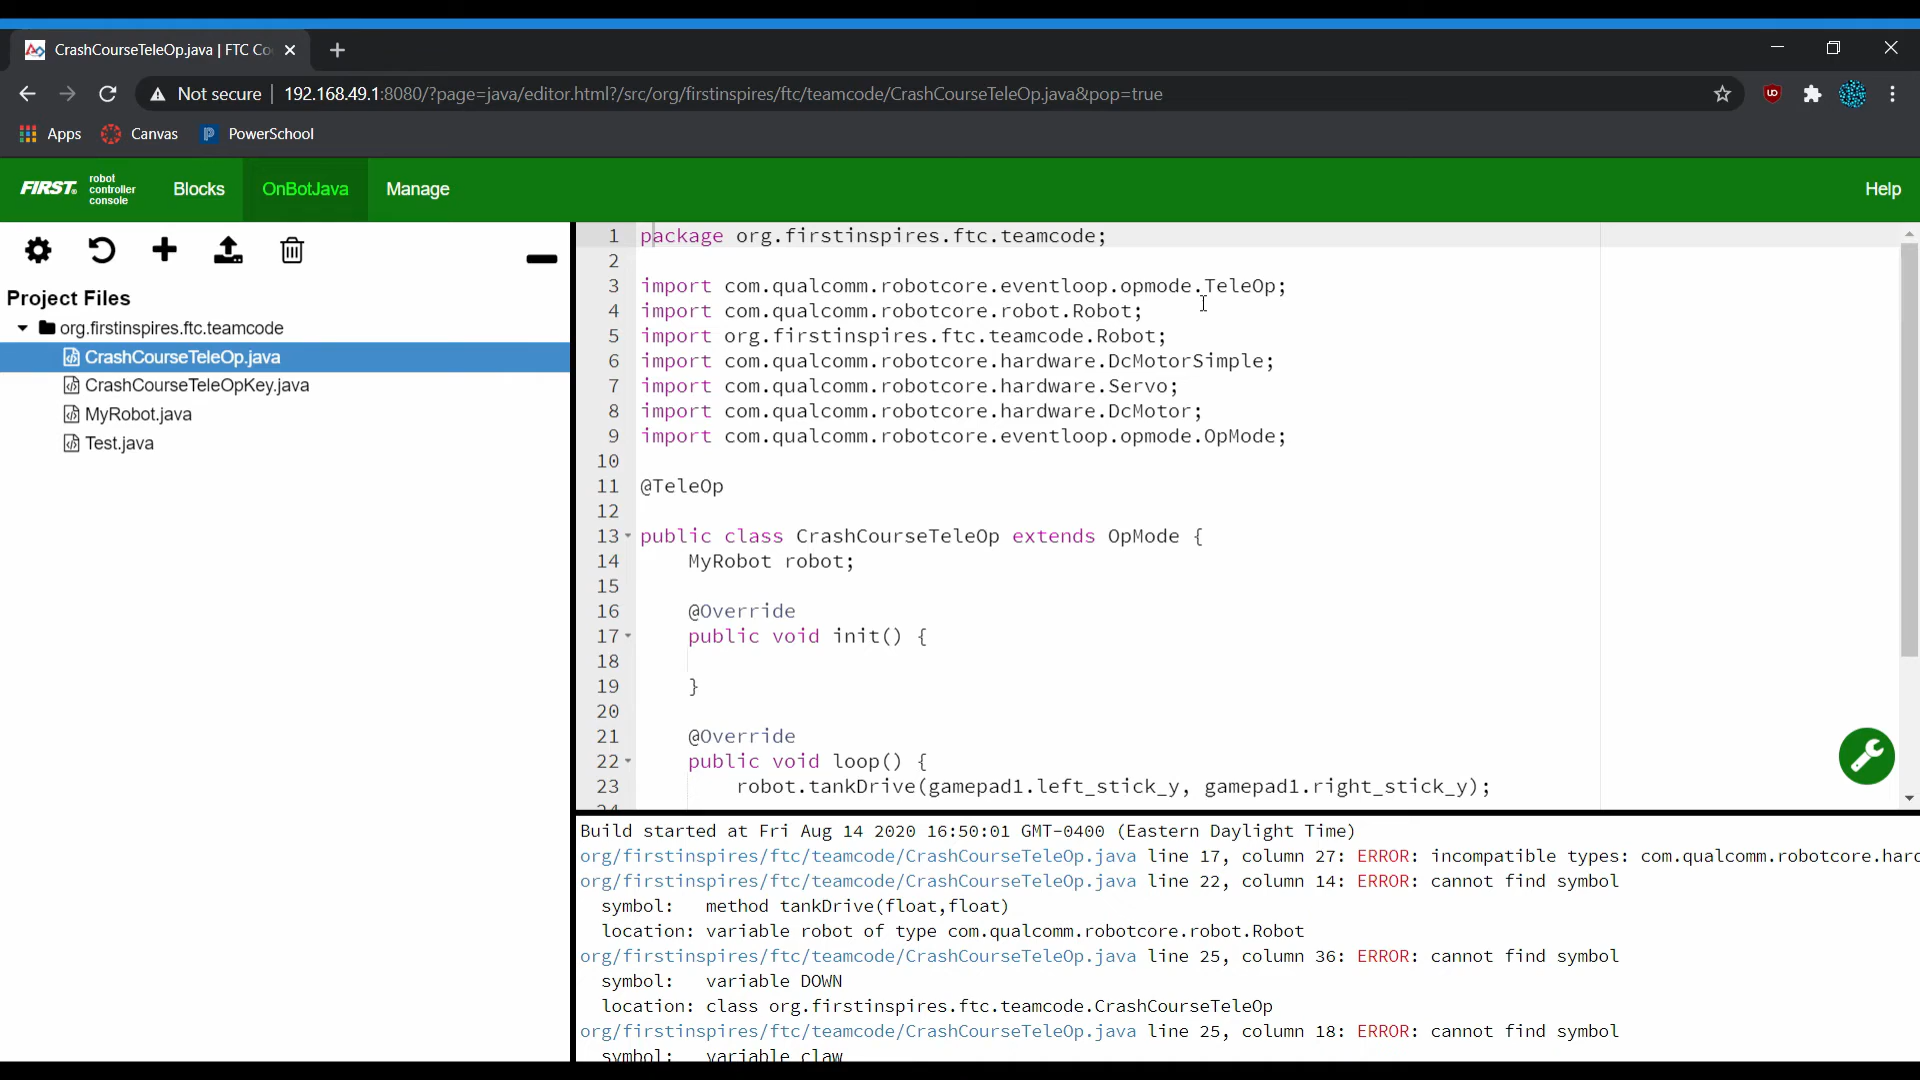 CrashCourseTeleOp.java | FTC Co
Not secure 192.168.49.1:8080/?page=java/editor.html?/src/org/firstinspires/ftc/teamcode/CrashCourseTeleOp.java&pop=true
Apps Canvas PowerSchool
FIRST. robot controller console Blocks OnBotJava Manage Help
Project Files
org.firstinspires.ftc.teamcode
CrashCourseTeleOp.java
CrashCourseTeleOpKey.java
MyRobot.java
Test.java
1 package org.firstinspires.ftc.teamcode;
2
3 import com.qualcomm.robotcore.eventloop.opmode.TeleOp;
4 import com.qualcomm.robotcore.robot.Robot;
5 import org.firstinspires.ftc.teamcode.Robot;
6 import com.qualcomm.robotcore.hardware.DcMotorSimple;
7 import com.qualcomm.robotcore.hardware.Servo;
8 import com.qualcomm.robotcore.hardware.DcMotor;
9 import com.qualcomm.robotcore.eventloop.opmode.OpMode;
10
11 @TeleOp
12
13 public class CrashCourseTeleOp extends OpMode {
14 MyRobot robot;
15
16 @Override
17 public void init() {
18
19 }
20
21 @Override
22 public void loop() {
23 robot.tankDrive(gamepad1.left_stick_y, gamepad1.right_stick_y);
24
Build started at Fri Aug 14 2020 16:50:01 GMT-0400 (Eastern Daylight Time)
org/firstinspires/ftc/teamcode/CrashCourseTeleOp.java line 17, column 27: ERROR: incompatible types: com.qualcomm.robotcore.hard
org/firstinspires/ftc/teamcode/CrashCourseTeleOp.java line 22, column 14: ERROR: cannot find symbol
symbol: method tankDrive(float,float)
location: variable robot of type com.qualcomm.robotcore.robot.Robot
org/firstinspires/ftc/teamcode/CrashCourseTeleOp.java line 25, column 36: ERROR: cannot find symbol
symbol: variable DOWN
location: class org.firstinspires.ftc.teamcode.CrashCourseTeleOp
org/firstinspires/ftc/teamcode/CrashCourseTeleOp.java line 25, column 18: ERROR: cannot find symbol
symbol: variable claw